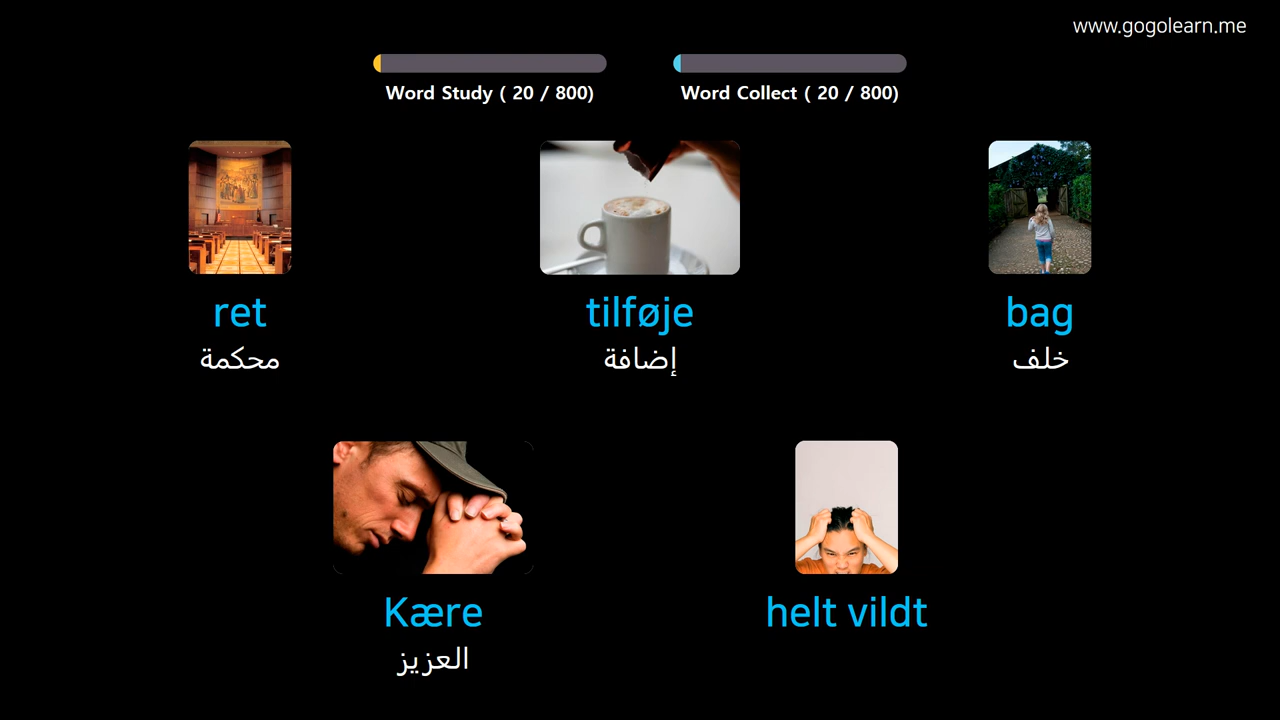 www.gogolearn.me
Word Study ( 20 / 800)
Word Collect ( 20 / 800)
ret
محكمة
tilføje
إضافة
bag
خلف
Kære
العزيز
helt vildt